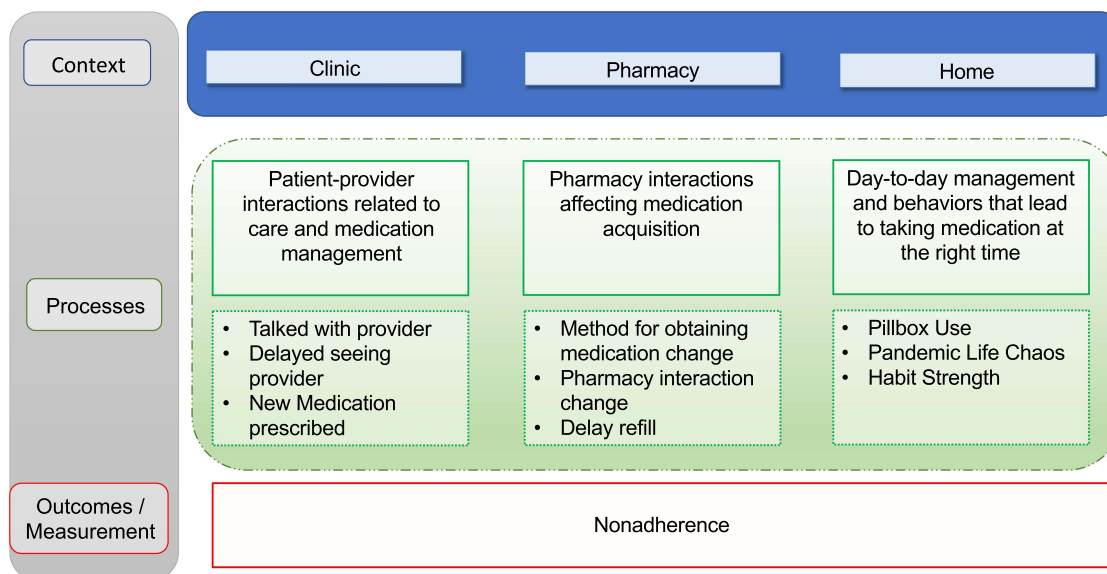 Context
Clinic
Pharmacy
Home
Processes
Patient-provider
interactions related to
care and medication
management
Pharmacy interactions
affecting medication
acquisition
Day-to-day management
and behaviors that lead
to taking medication at
the right time
• Talked with provider
• Delayed seeing
provider
• New Medication
prescribed
• Method for obtaining
medication change
• Pharmacy interaction
change
• Delay refill
• Pillbox Use
• Pandemic Life Chaos
• Habit Strength
Outcomes /
Measurement
Nonadherence